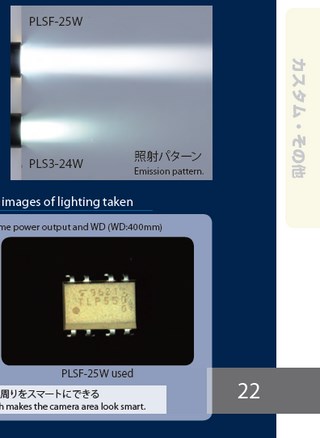 PLSF-25W
PLS3-24W
照射パターン
Emission pattern.
カスタム・その他
images of lighting taken
me power output and WD (WD:400mm)
TLP550
PLSF-25W used
周りをスマートにできる
h makes the camera area look smart.
22